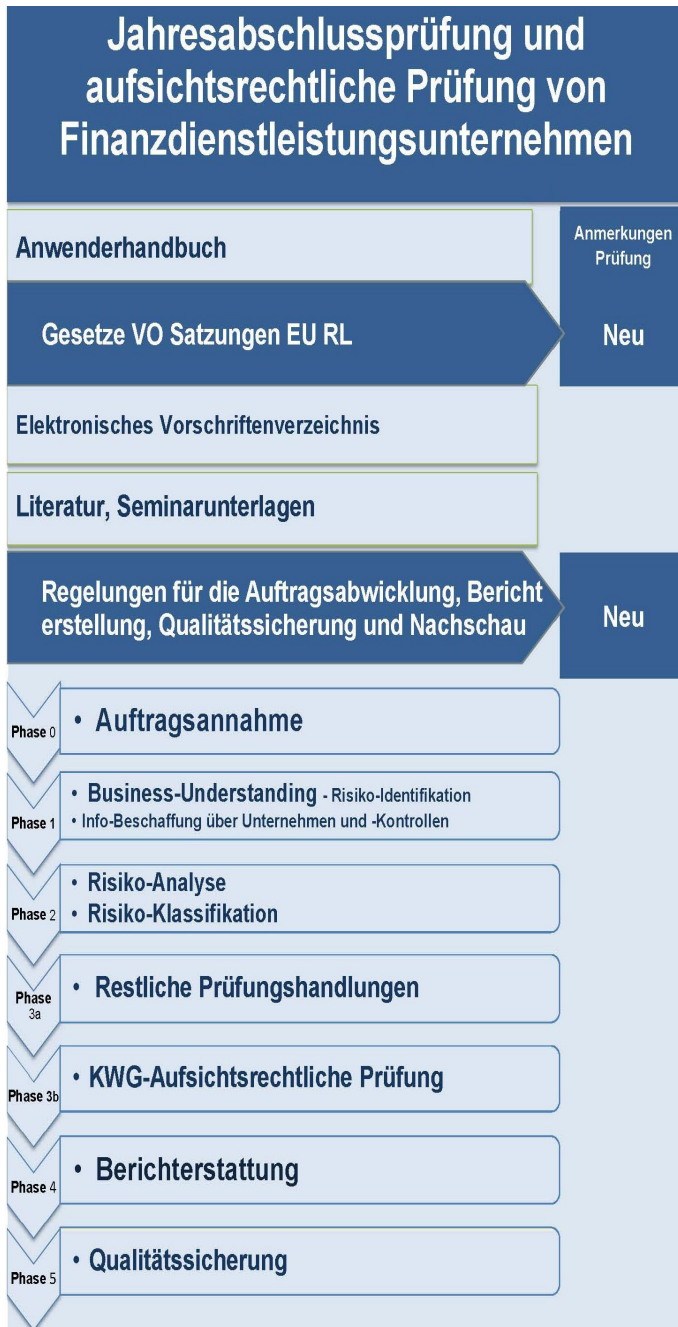 Jahresabschlussprüfung und
aufsichtsrechtliche Prüfung von
Finanzdienstleistungsunternehmen
Anwenderhandbuch
Anmerkungen
Prüfung
Gesetze VO Satzungen EU RL
Neu
Elektronisches Vorschriftenverzeichnis
Literatur, Seminarunterlagen
Regelungen für die Auftragsabwicklung, Bericht
erstellung, Qualitätssicherung und Nachschau
Neu
Phase 0
• Auftragsannahme
Phase 1
• Business-Understanding - Risiko-Identifikation
• Info-Beschaffung über Unternehmen und -Kontrollen
Phase 2
• Risiko-Analyse
• Risiko-Klassifikation
Phase
3a
• Restliche Prüfungshandlungen
Phase 3b
• KWG-Aufsichtsrechtliche Prüfung
Phase 4
• Berichterstattung
Phase 5
• Qualitätssicherung